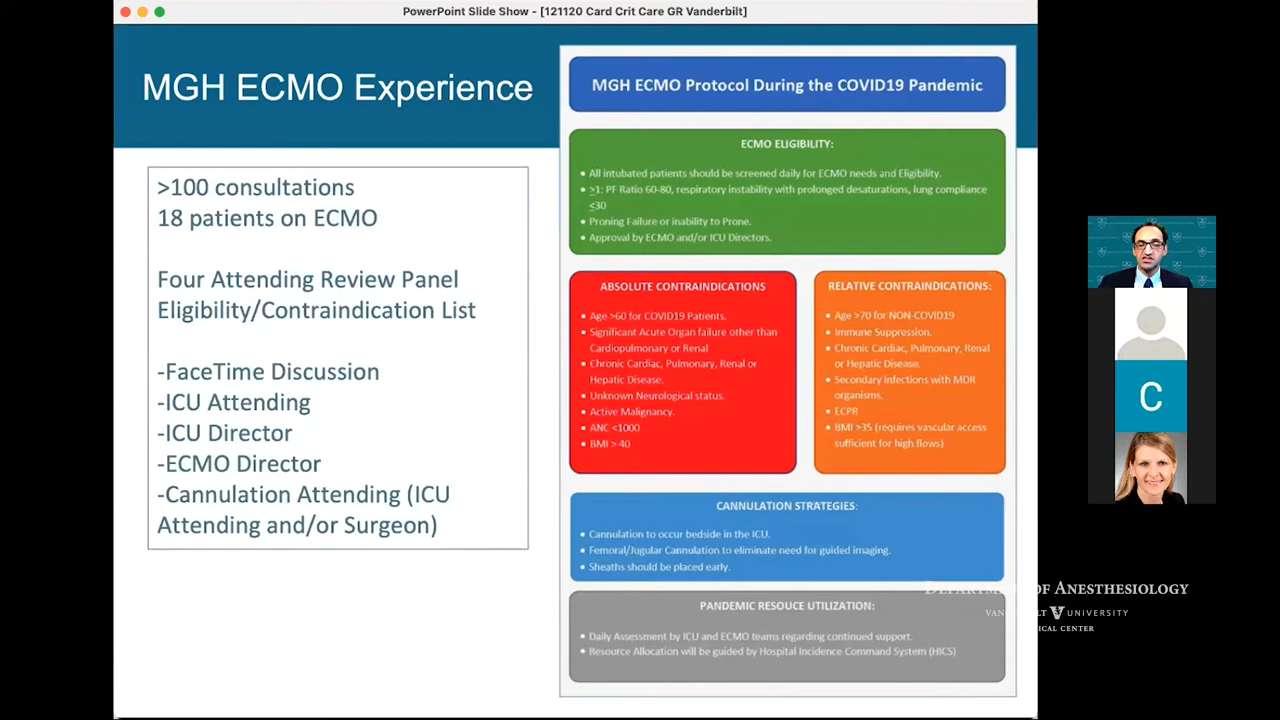 PowerPoint Slide Show - [121120 Card Crit Care GR Vanderbilt]
MGH ECMO Experience
>100 consultations
18 patients on ECMO
Four Attending Review Panel
Eligibility/Contraindication List
-FaceTime Discussion
-ICU Attending
-ICU Director
-ECMO Director
-Cannulation Attending (ICU
Attending and/or Surgeon)
MGH ECMO Protocol During the COVID19 Pandemic
ECMO ELIGIBILITY:
• All intubated patients should be screened daily for ECMO needs and Eligibility.
• ≥1: PF Ratio 60-80, respiratory instability with prolonged desaturations, lung compliance
≤30
• Proning Failure or inability to Prone.
• Approval by ECMO and/or ICU Directors.
ABSOLUTE CONTRAINDICATIONS
• Age >60 for COVID19 Patients.
• Significant Acute Organ failure other than
Cardiopulmonary or Renal
• Chronic Cardiac, Pulmonary, Renal or
Hepatic Disease.
• Unknown Neurological status.
• Active Malignancy.
• ANC <1000
• BMI > 40
RELATIVE CONTRAINDICATIONS:
• Age >70 for NON-COVID19
• Immune Suppression.
• Chronic Cardiac, Pulmonary, Renal
or Hepatic Disease.
• Secondary infections with MDR
organisms.
• ECPR
• BMI >35 (requires vascular access
sufficient for high flows)
CANNULATION STRATEGIES:
• Cannulation to occur bedside in the ICU.
• Femoral/Jugular Cannulation to eliminate need for guided imaging.
• Sheaths should be placed early.
PANDEMIC RESOUCE UTILIZATION:
• Daily Assessment by ICU and ECMO teams regarding continued support.
• Resource Allocation will be guided by Hospital Incidence Command System (HICS)
C
DEPARTMENT OF ANESTHESIOLOGY
UNIVERSITY
CENTER